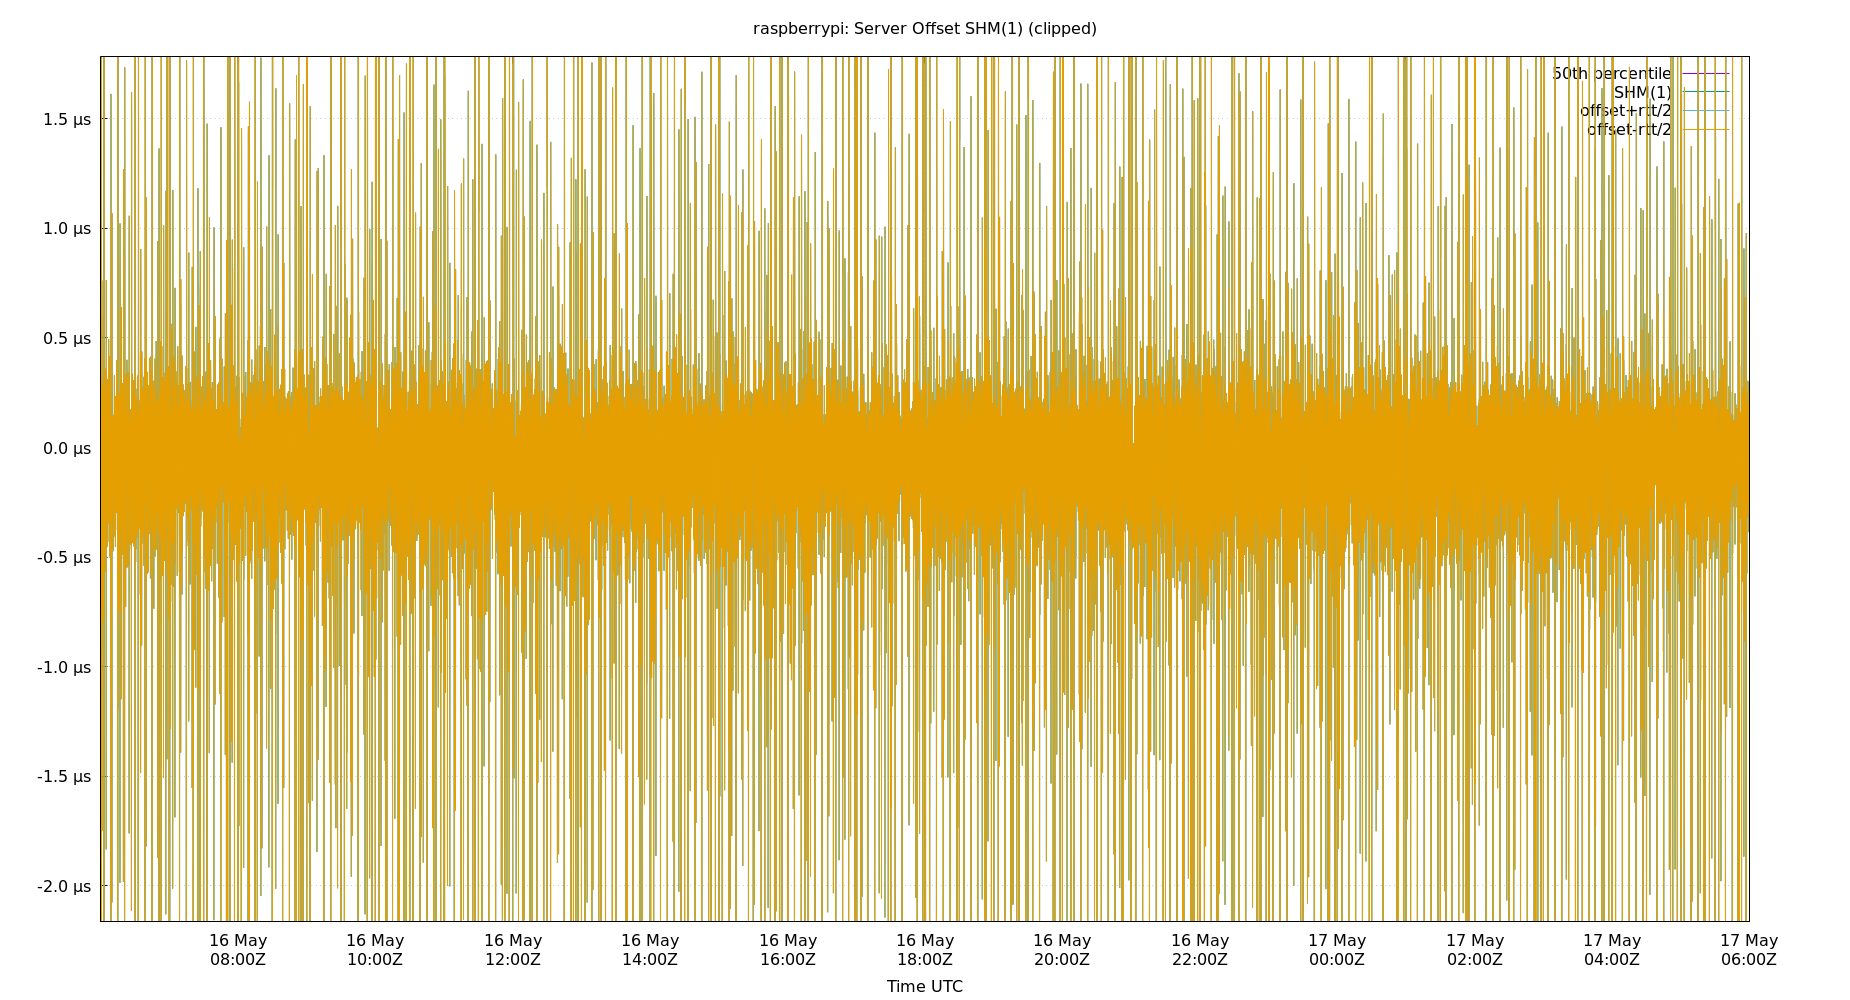 raspberrypi: Server Offset SHM(1) (clipped)
50th percentile
SHM(1)
offset+rtt/2
offset-rtt/2
1.5 µs
1.0 µs
0.5 µs
0.0 µs
-0.5 µs
-1.0 µs
-1.5 µs
-2.0 µs
16 May 16 May 16 May 16 May 16 May 16 May 16 May 16 May 17 May 17 May 17 May 17 May
08:00Z 10:00Z 12:00Z 14:00Z 16:00Z 18:00Z 20:00Z 22:00Z 00:00Z 02:00Z 04:00Z 06:00Z
Time UTC